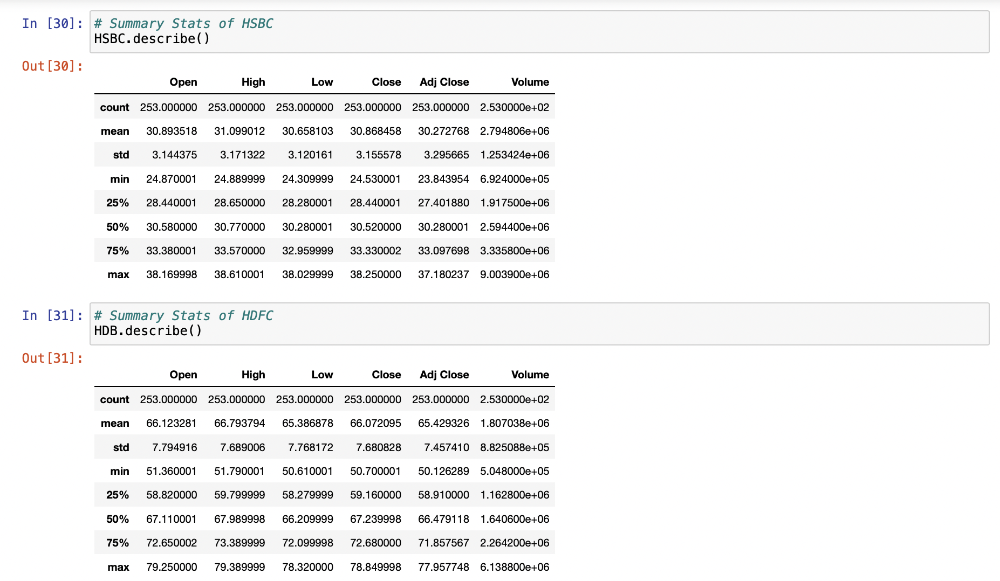 In [30]: # Summary Stats of HSBC
HSBC.describe()
Out[30]:
Open High Low Close Adj Close Volume
count 253.000000 253.000000 253.000000 253.000000 253.000000 2.530000e+02
mean 30.893518 31.099012 30.658103 30.868458 30.272768 2.794806e+06
std 3.144375 3.171322 3.120161 3.155578 3.295665 1.253424e+06
min 24.870001 24.889999 24.309999 24.530001 23.843954 6.924000e+05
25% 28.440001 28.650000 28.280001 28.440001 27.401880 1.917500e+06
50% 30.580000 30.770000 30.280001 30.520000 30.280001 2.594400e+06
75% 33.380001 33.570000 32.959999 33.330002 33.097698 3.335800e+06
max 38.169998 38.610001 38.029999 38.250000 37.180237 9.003900e+06
In [31]: # Summary Stats of HDFC
HDB.describe()
Out[31]:
Open High Low Close Adj Close Volume
count 253.000000 253.000000 253.000000 253.000000 253.000000 2.530000e+02
mean 66.123281 66.793794 65.386878 66.072095 65.429326 1.807038e+06
std 7.794916 7.689006 7.768172 7.680828 7.457410 8.825088e+05
min 51.360001 51.790001 50.610001 50.700001 50.126289 5.048000e+05
25% 58.820000 59.799999 58.279999 59.160000 58.910000 1.162800e+06
50% 67.110001 67.989998 66.209999 67.239998 66.479118 1.640600e+06
75% 72.650002 73.389999 72.099998 72.680000 71.857567 2.264200e+06
max 79.250000 79.389999 78.320000 78.849998 77.957748 6.138800e+06